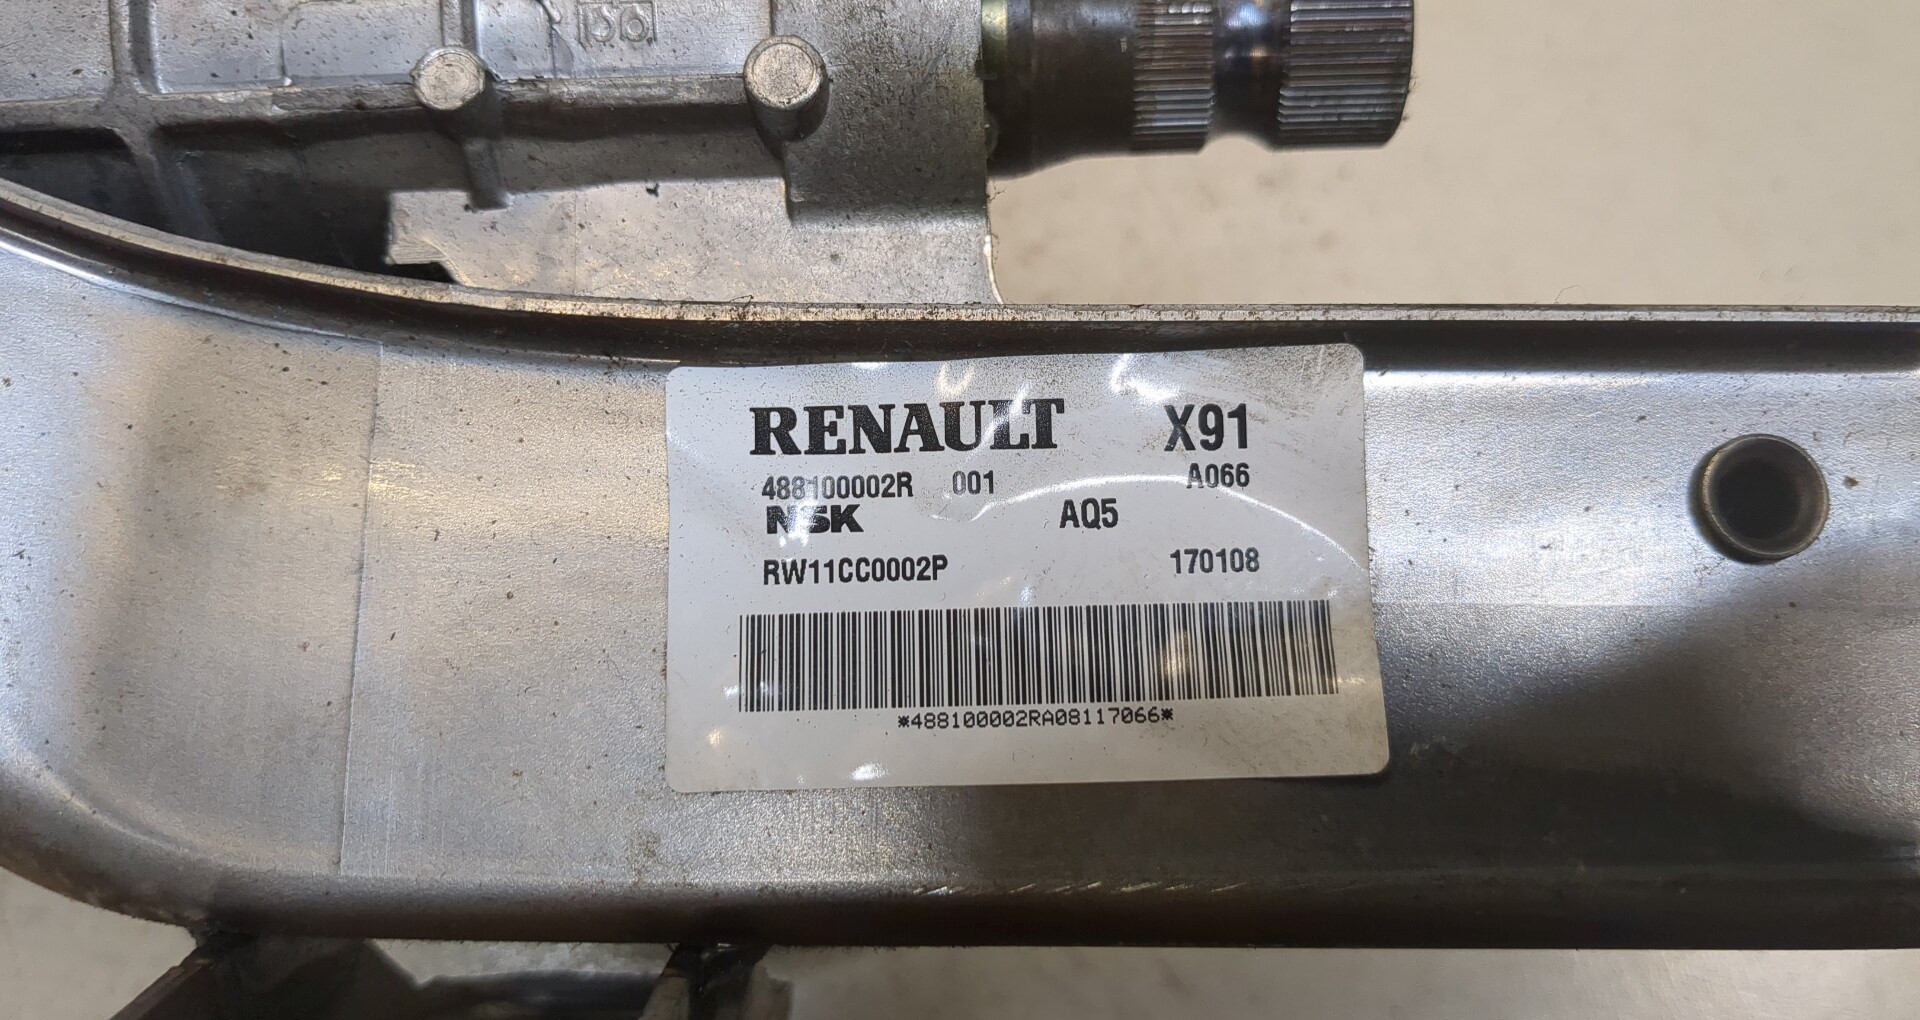 RENAULT X91
488100002R 001 A066
NSK AQ5
RW11CC0002P 170108
*488100002RA08117066*